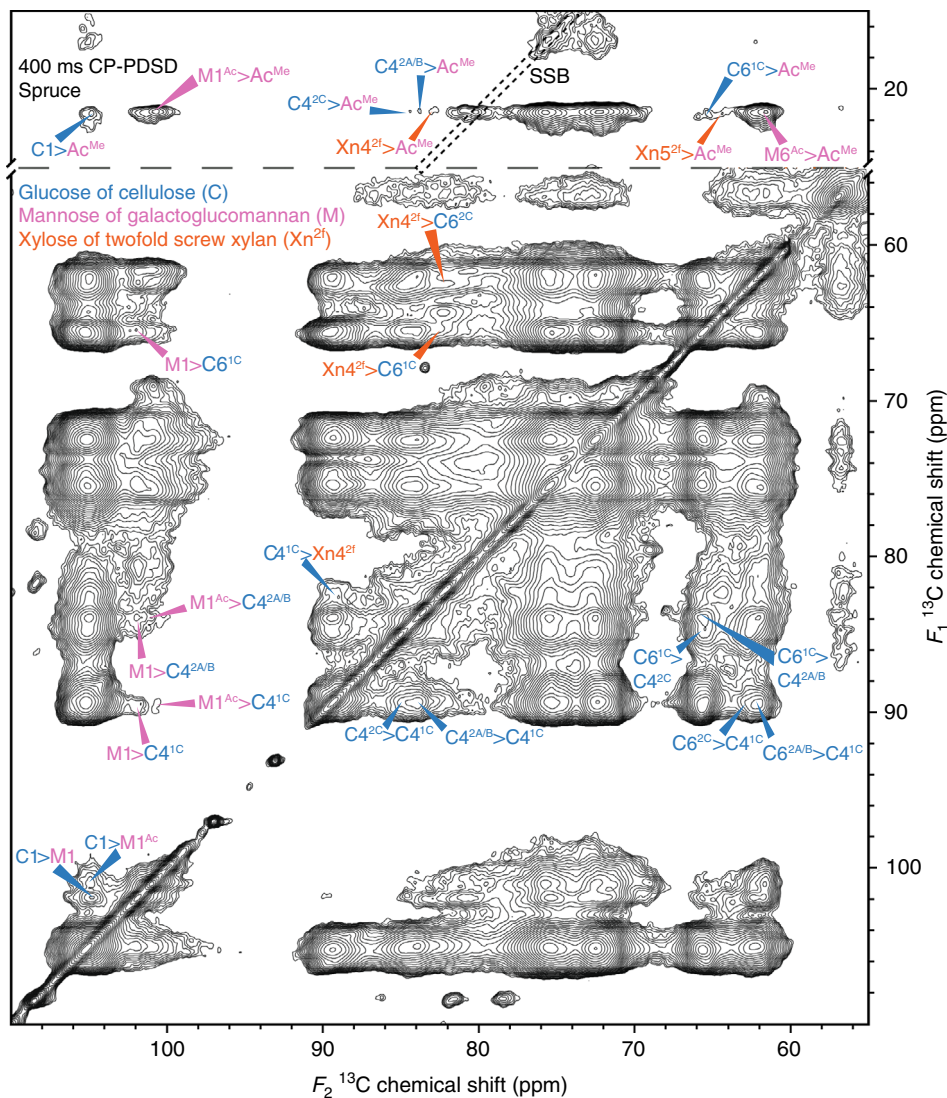 400 ms CP-PDSD
Spruce
M1ᴬᶜ>Acᴹᵉ
C4²ᴬ/ᴮ>Acᴹᵉ
SSB
C6¹ᶜ>Acᴹᵉ
C4²ᶜ>Acᴹᵉ
20
C1>Acᴹᵉ
Xn4²ᶠ>Acᴹᵉ
Xn5²ᶠ>Acᴹᵉ
M6ᴬᶜ>Acᴹᵉ
Glucose of cellulose (C)
Mannose of galactoglucomannan (M)
Xylose of twofold screw xylan (Xn²ᶠ)
Xn4²ᶠ>C6²ᶜ
60
M1>C6¹ᶜ
Xn4²ᶠ>C6¹ᶜ
70
F₁ ¹³C chemical shift (ppm)
C4¹ᶜ>Xn4²ᶠ
80
M1ᴬᶜ>C4²ᴬ/ᴮ
M1>C4²ᴬ/ᴮ
C6¹ᶜ>
C4²ᶜ
C6¹ᶜ>
C4²ᴬ/ᴮ
M1ᴬᶜ>C4¹ᶜ
90
M1>C4¹ᶜ
C4²ᶜ>C4¹ᶜ
C4²ᴬ/ᴮ>C4¹ᶜ
C6²ᶜ>C4¹ᶜ
C6²ᴬ/ᴮ>C4¹ᶜ
C1>M1
C1>M1ᴬᶜ
100
100 90 80 70 60
F₂ ¹³C chemical shift (ppm)